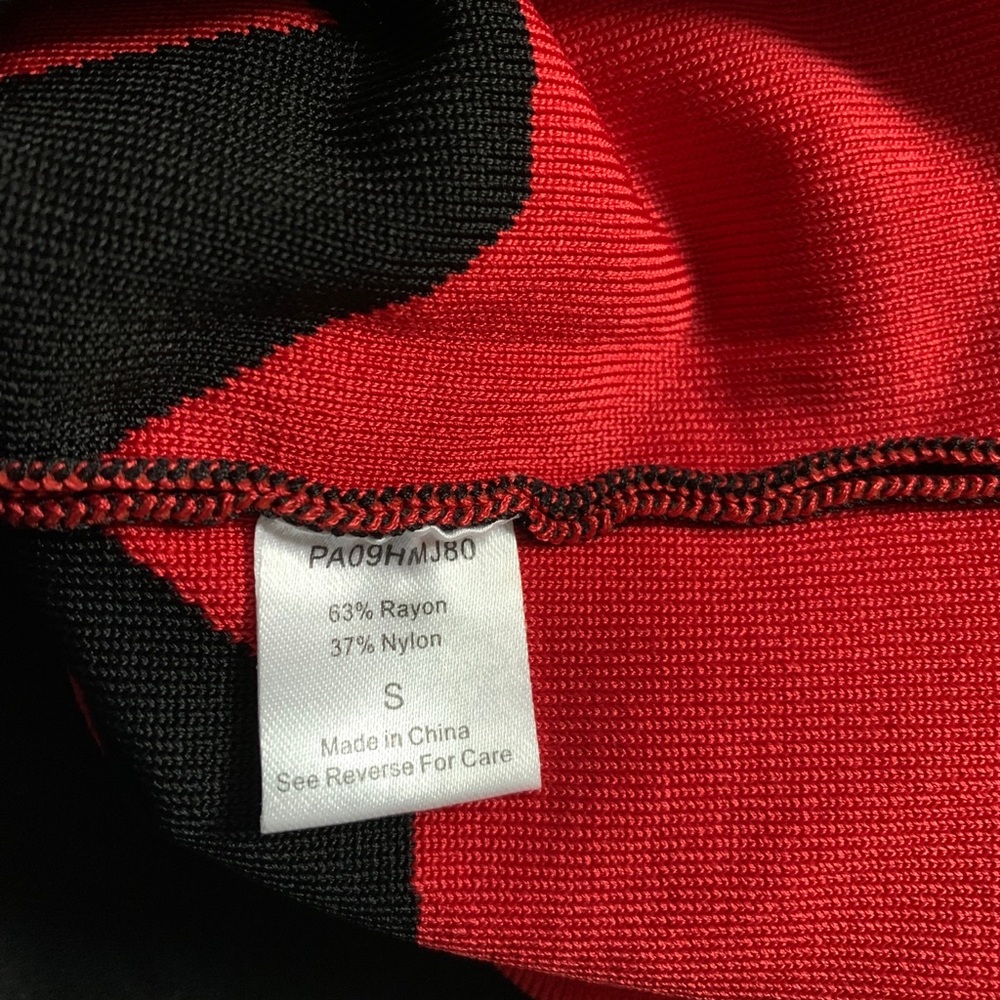 PA09HMJ80
63% Rayon
37% Nylon
S
Made in China
See Reverse For Care